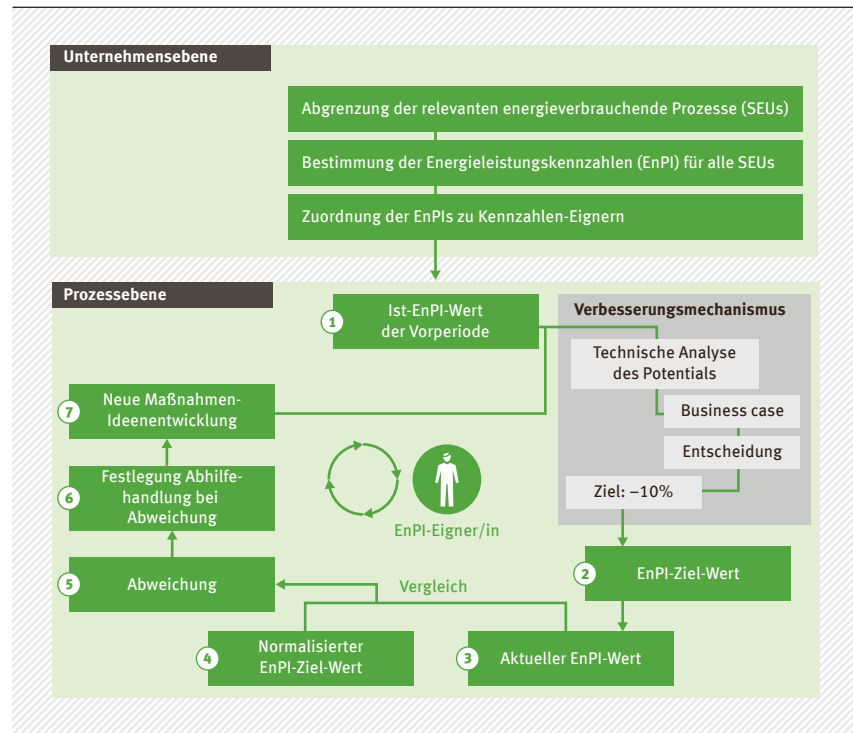 Unternehmensebene
Abgrenzung der relevanten energieverbrauchende Prozesse (SEUs)
Bestimmung der Energieleistungskennzahlen (EnPI) für alle SEUs
Zuordnung der EnPIs zu Kennzahlen-Eignern
Prozessebene
1
Ist-EnPI-Wert
der Vorperiode
Verbesserungsmechanismus
Technische Analyse
des Potentials
Business case
Entscheidung
Ziel: –10%
7
Neue Maßnahmen-
Ideenentwicklung
6
Festlegung Abhilfe-
handlung bei
Abweichung
EnPI-Eigner/in
5
Abweichung
Vergleich
2
EnPI-Ziel-Wert
4
Normalisierter
EnPI-Ziel-Wert
3
Aktueller EnPI-Wert